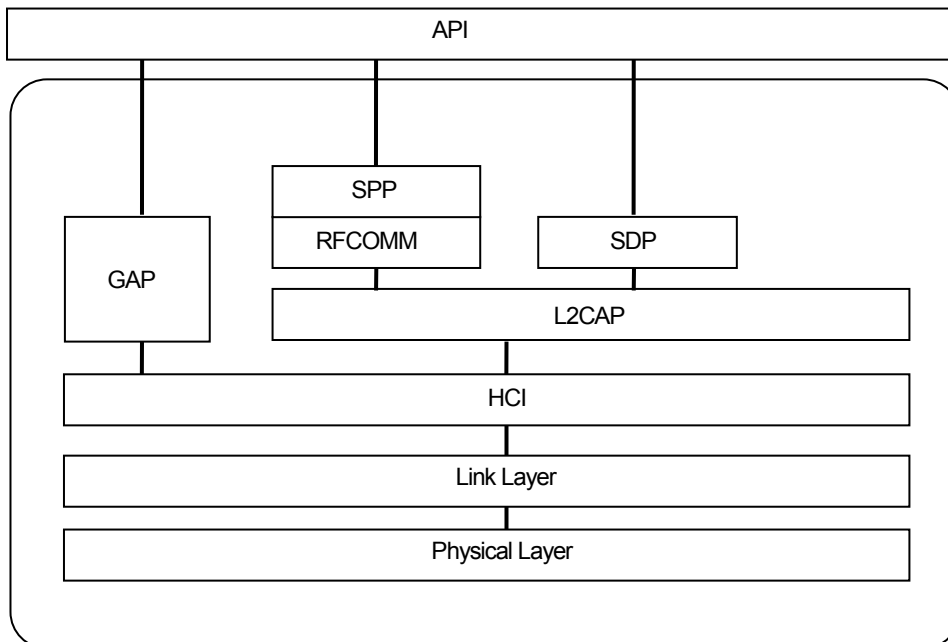 API
SPP
RFCOMM
SDP
GAP
L2CAP
HCI
Link Layer
Physical Layer